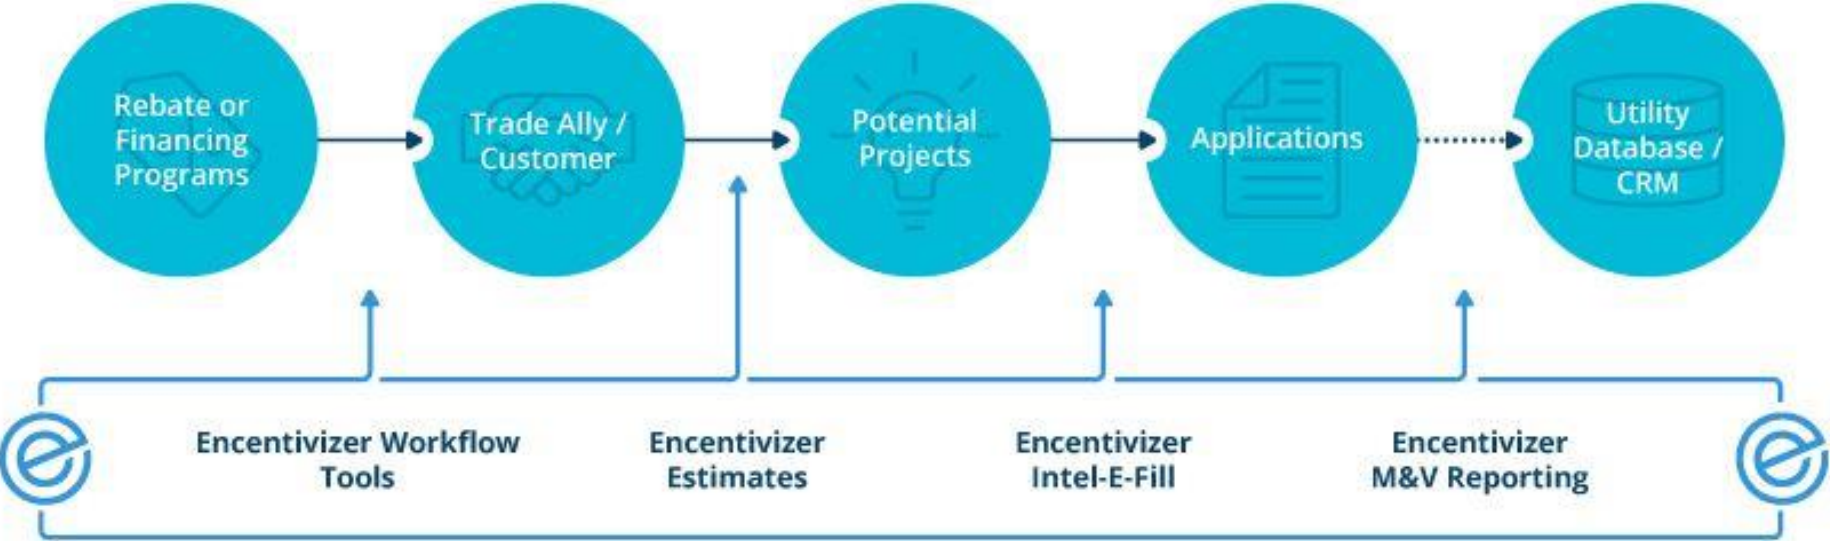 Rebate or
Financing
Programs
Trade Ally /
Customer
Potential
Projects
Applications
Utility
Database /
CRM
Encentivizer Workflow
Tools
Encentivizer
Estimates
Encentivizer
Intel-E-Fill
Encentivizer
M&V Reporting